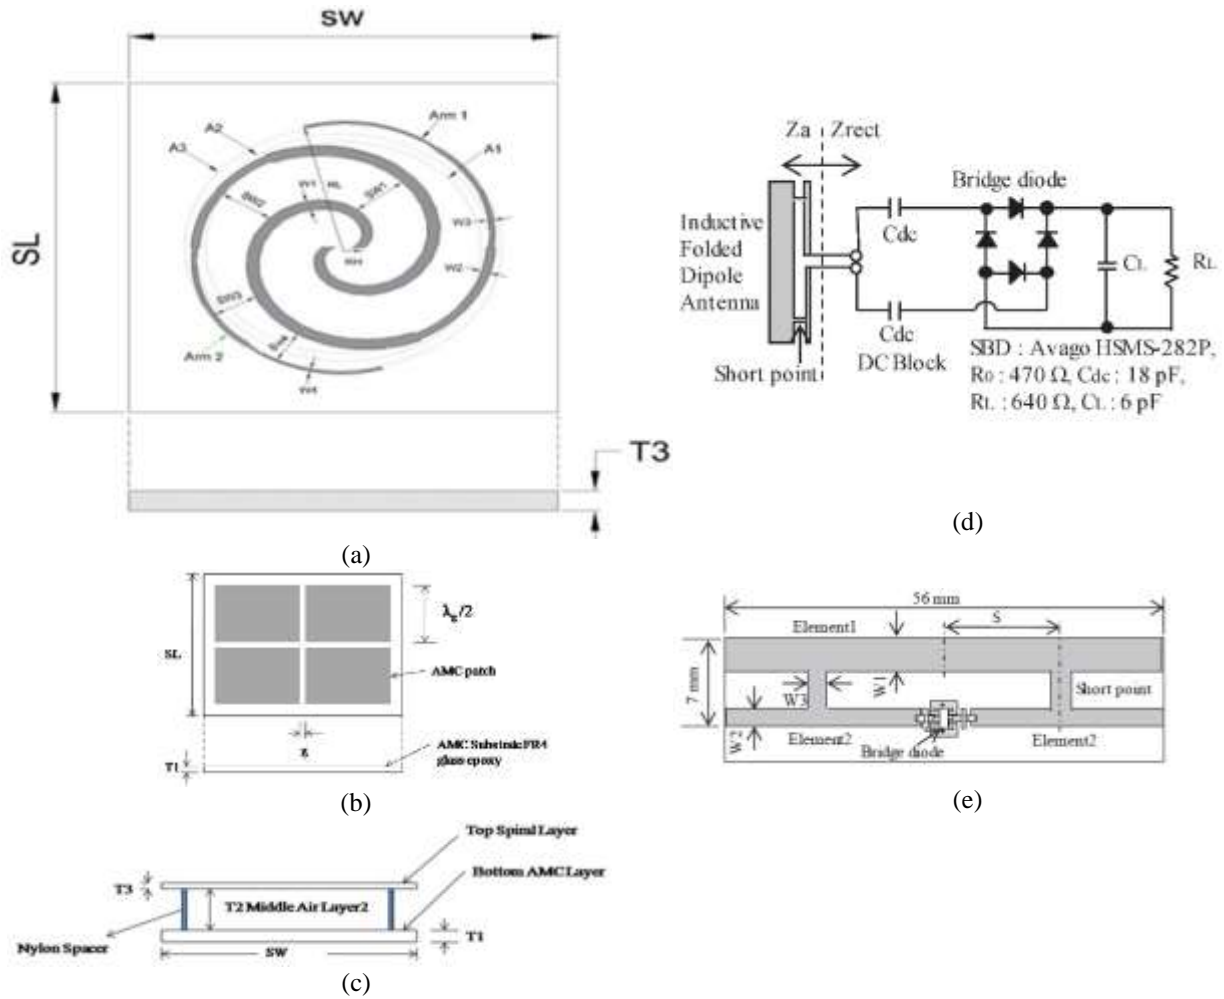 SW
SL
Arm 1
A2
A3
A1
W1
SW1
SW2
W3
W2
SW3
Arm 2
W4
T3
(a)
Za
Zrect
Bridge diode
Inductive
Folded
Dipole
Antenna
Cdc
CL
RL
Cdc
DC Block
Short point
SBD : Avago HSMS-282P,
Ro : 470 Ω, Cdc : 18 pF,
RL : 640 Ω, CL : 6 pF
(d)
SL
λg/2
AMC patch
g
AMC Substrate FR4
glass epoxy
T1
(b)
56 mm
Element1
S
7 mm
W1
W3
Short point
W2
Element2
Bridge diode
Element2
(e)
Top Spiral Layer
Bottom AMC Layer
T3
T2 Middle Air Layer2
Nylon Spacer
T1
SW
(c)